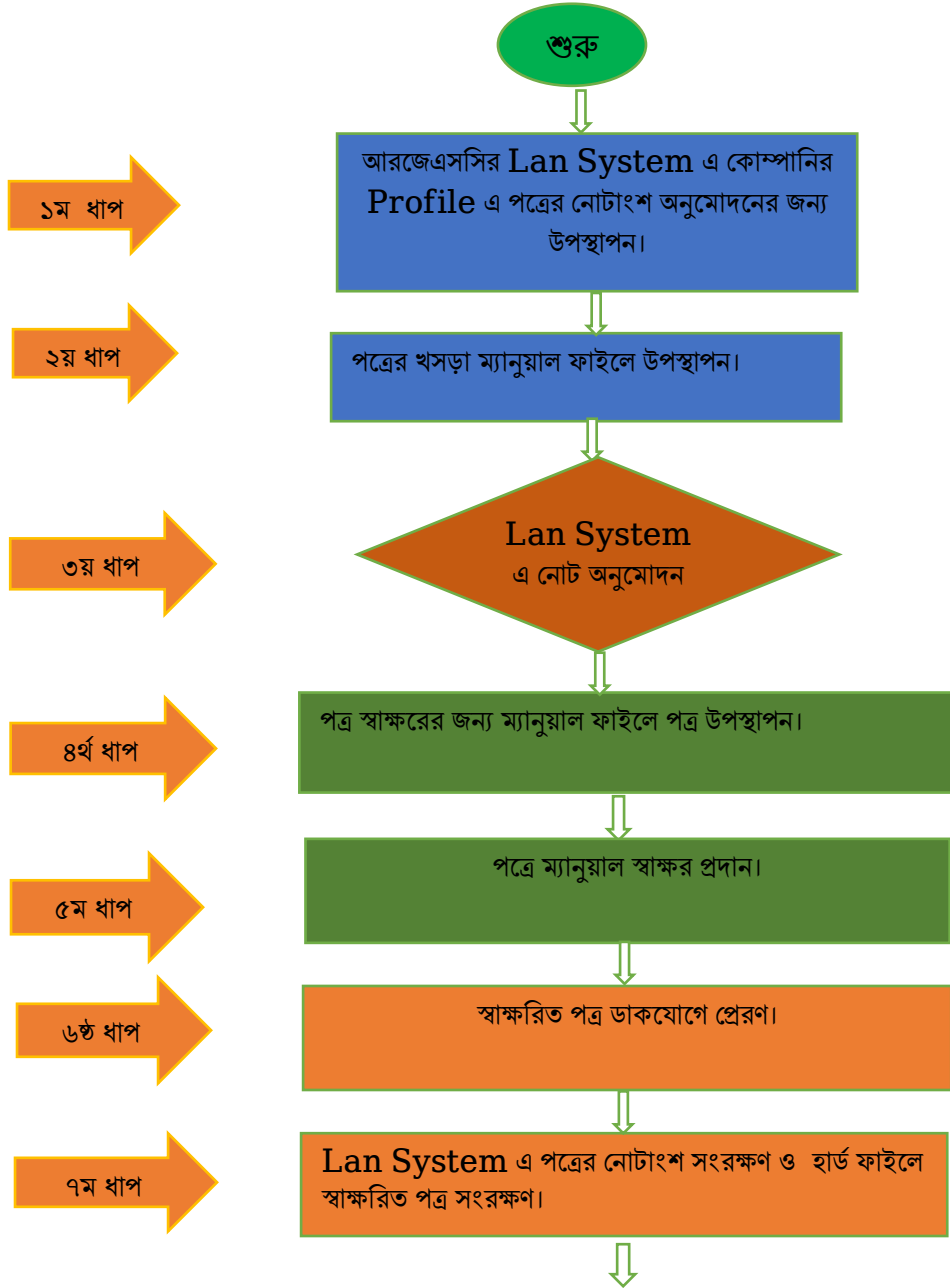 শুরু
১ম ধাপ
আরজেএসসির Lan System এ কোম্পানির
Profile এ পত্রের নোটাংশ অনুমোদনের জন্য
উপস্থাপন।
২য় ধাপ
পত্রের খসড়া ম্যানুয়াল ফাইলে উপস্থাপন।
৩য় ধাপ
Lan System
এ নোট অনুমোদন
৪র্থ ধাপ
পত্র স্বাক্ষরের জন্য ম্যানুয়াল ফাইলে পত্র উপস্থাপন।
৫ম ধাপ
পত্রে ম্যানুয়াল স্বাক্ষর প্রদান।
৬ষ্ঠ ধাপ
স্বাক্ষরিত পত্র ডাকযোগে প্রেরণ।
৭ম ধাপ
Lan System এ পত্রের নোটাংশ সংরক্ষণ ও হার্ড ফাইলে
স্বাক্ষরিত পত্র সংরক্ষণ।